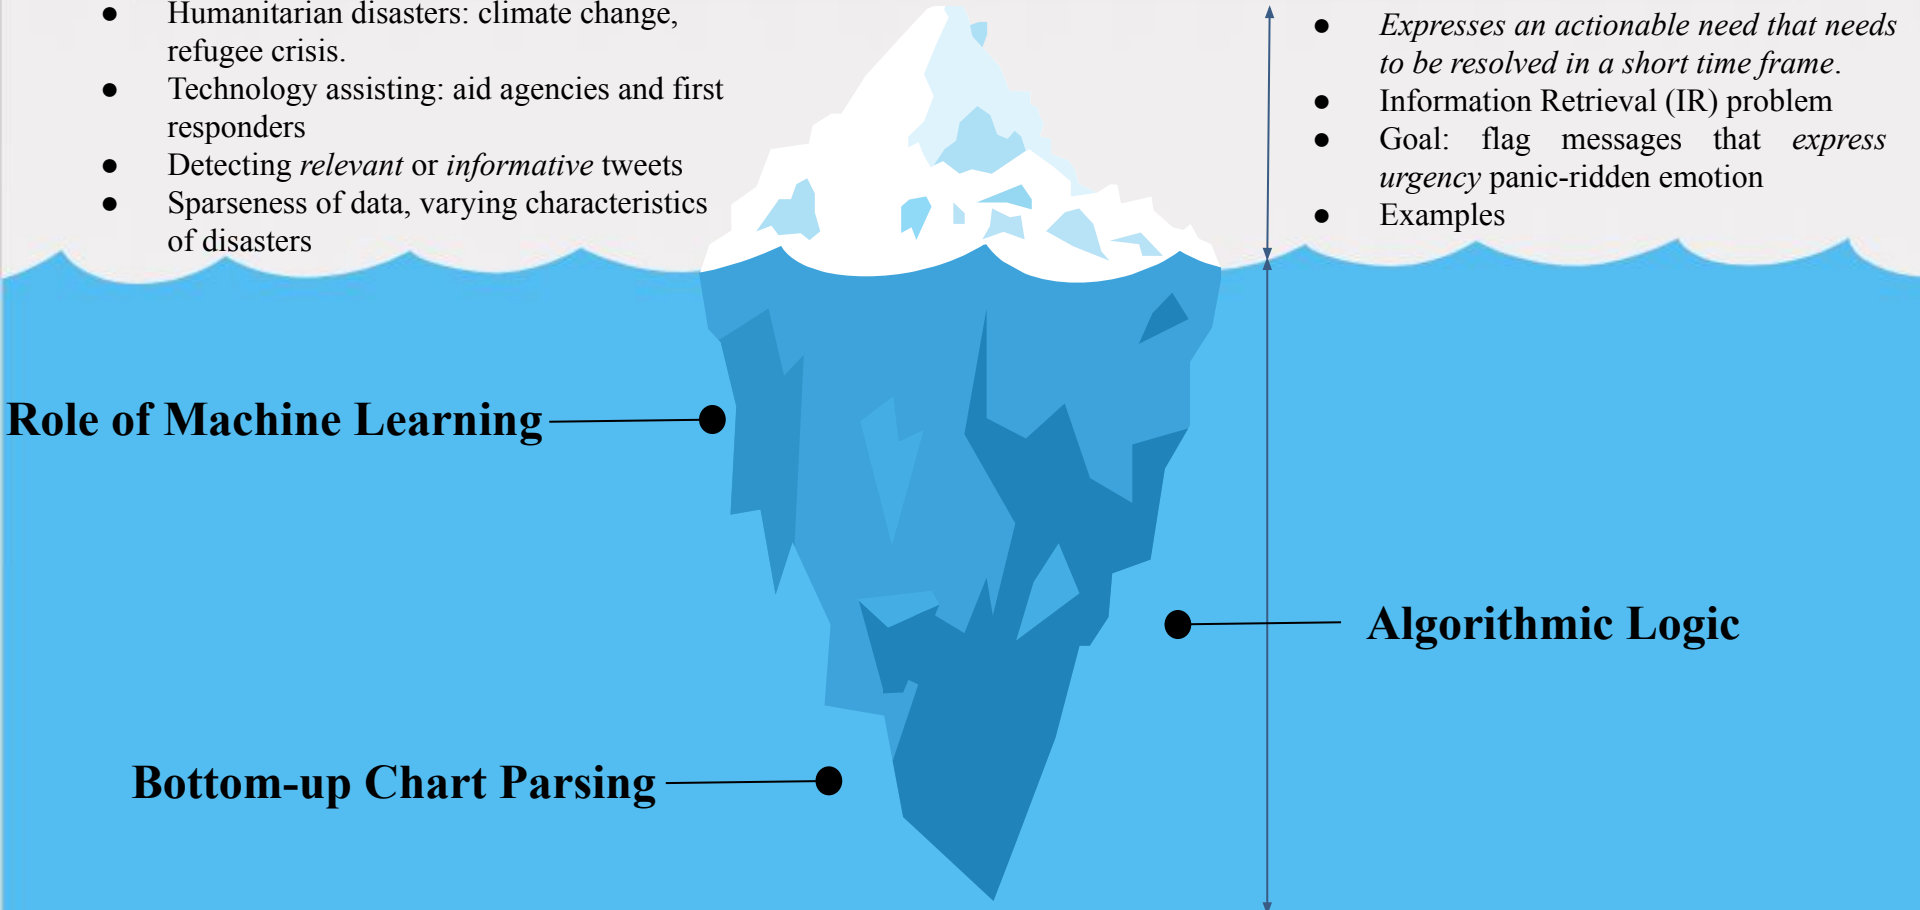 ● Humanitarian disasters: climate change,
refugee crisis.
● Technology assisting: aid agencies and first
responders
● Detecting relevant or informative tweets
● Sparseness of data, varying characteristics
of disasters
● Expresses an actionable need that needs
to be resolved in a short time frame.
● Information Retrieval (IR) problem
● Goal: flag messages that express
urgency panic-ridden emotion
● Examples
Role of Machine Learning
Algorithmic Logic
Bottom-up Chart Parsing